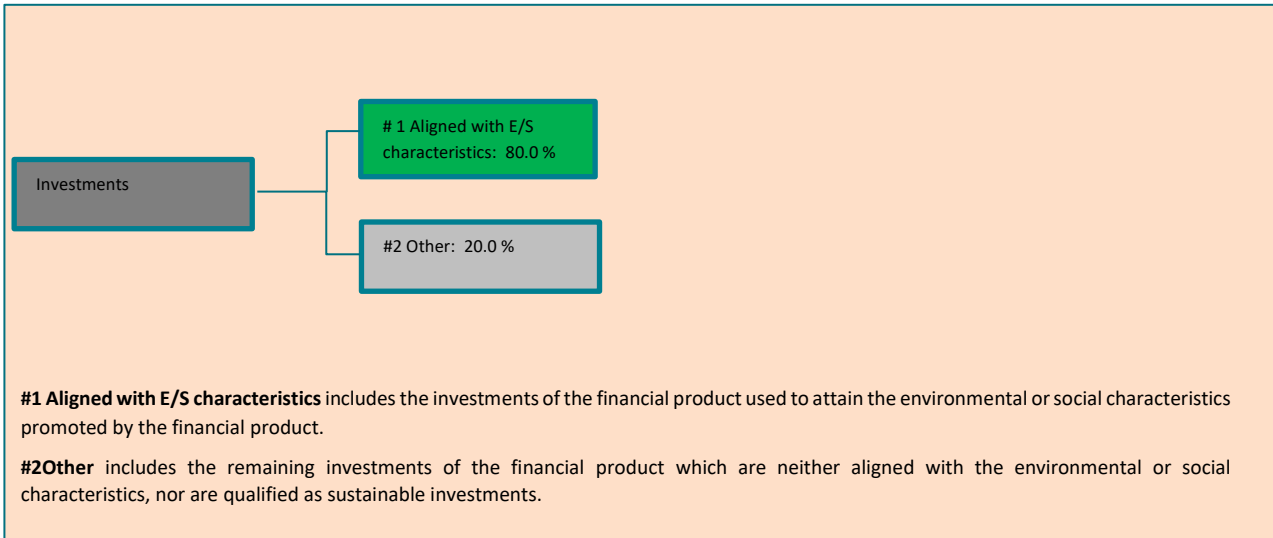 # 1 Aligned with E/S
characteristics: 80.0 %
Investments
#2 Other: 20.0 %
#1 Aligned with E/S characteristics includes the investments of the financial product used to attain the environmental or social characteristics
promoted by the financial product.
#2Other includes the remaining investments of the financial product which are neither aligned with the environmental or social
characteristics, nor are qualified as sustainable investments.